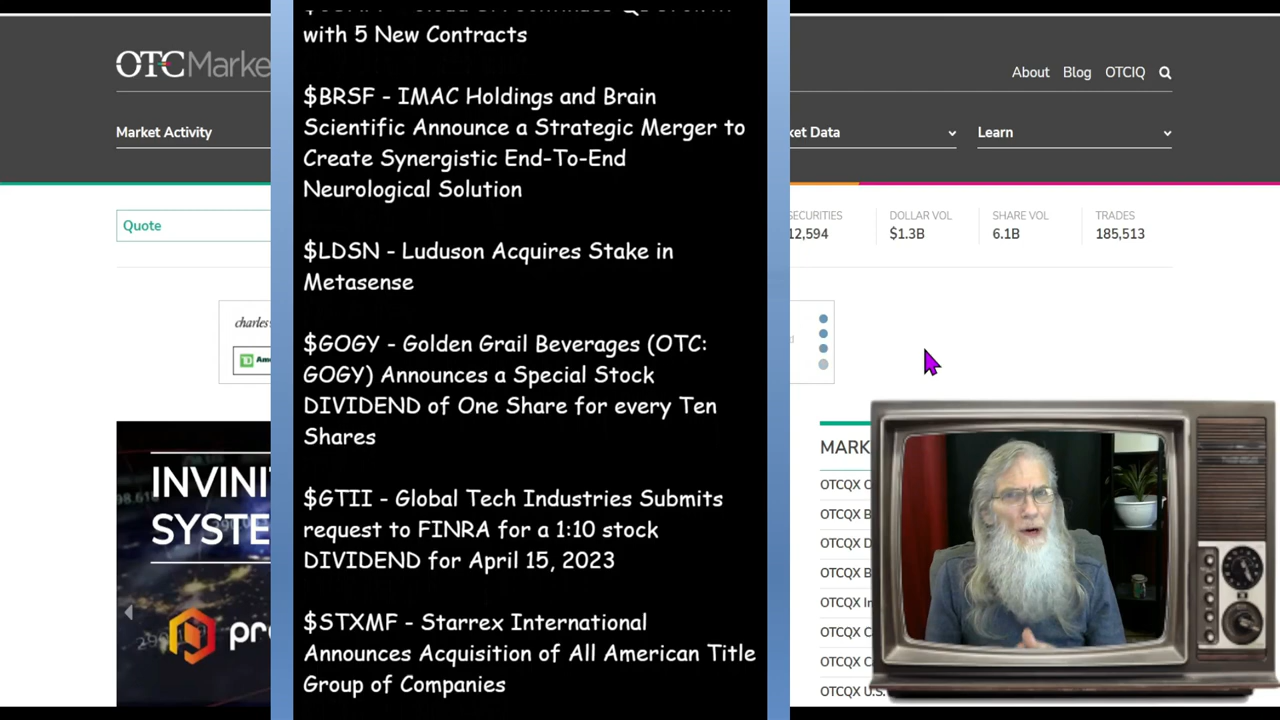 with 5 New Contracts
$BRSF - IMAC Holdings and Brain
Scientific Announce a Strategic Merger to
Create Synergistic End-To-End
Neurological Solution
$LDSN - Luduson Acquires Stake in
Metasense
$GOGY - Golden Grail Beverages (OTC:
GOGY) Announces a Special Stock
DIVIDEND of One Share for every Ten
Shares
$GTII - Global Tech Industries Submits
request to FINRA for a 1:10 stock
DIVIDEND for April 15, 2023
$STXMF - Starrex International
Announces Acquisition of All American Title
Group of Companies
OTC Marke
About Blog OTCIQ
Market Activity
ket Data
Learn
Quote
SECURITIES DOLLAR VOL SHARE VOL TRADES
12,594 $1.3B 6.1B 185,513
charles
INVINI
SYSTE
pr
MARK
OTCQX C
OTCQX B
OTCQX D
OTCQX B
OTCQX In
OTCQX C
OTCQX C
OTCQX U.S.